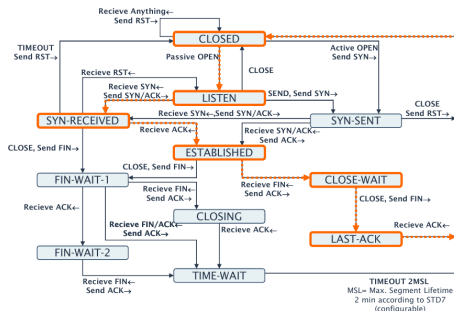 Recieve Anything←
Send RST→
CLOSED
TIMEOUT
Send RST→
Passive OPEN
Active OPEN
Send SYN→
CLOSE
Recieve RST←
Recieve SYN←
Send SYN/ACK→
LISTEN
SEND, Send SYN→
SYN-RECEIVED
Recieve SYN←,Send SYN/ACK→
SYN-SENT
CLOSE
Send RST→
Recieve ACK←
Recieve SYN/ACK←
Send ACK→
CLOSE, Send FIN→
ESTABLISHED
CLOSE, Send FIN→
FIN-WAIT-1
Recieve FIN←
Send ACK→
Recieve FIN←
Send ACK→
CLOSE-WAIT
CLOSE, Send FIN→
Recieve ACK←
CLOSING
Recieve FIN/ACK←
Send ACK→
Recieve ACK←
LAST-ACK
Recieve ACK←
FIN-WAIT-2
Recieve FIN←
Send ACK→
TIME-WAIT
TIMEOUT 2MSL
MSL= Max. Segment Lifetime
2 min according to STD7
(configurable)